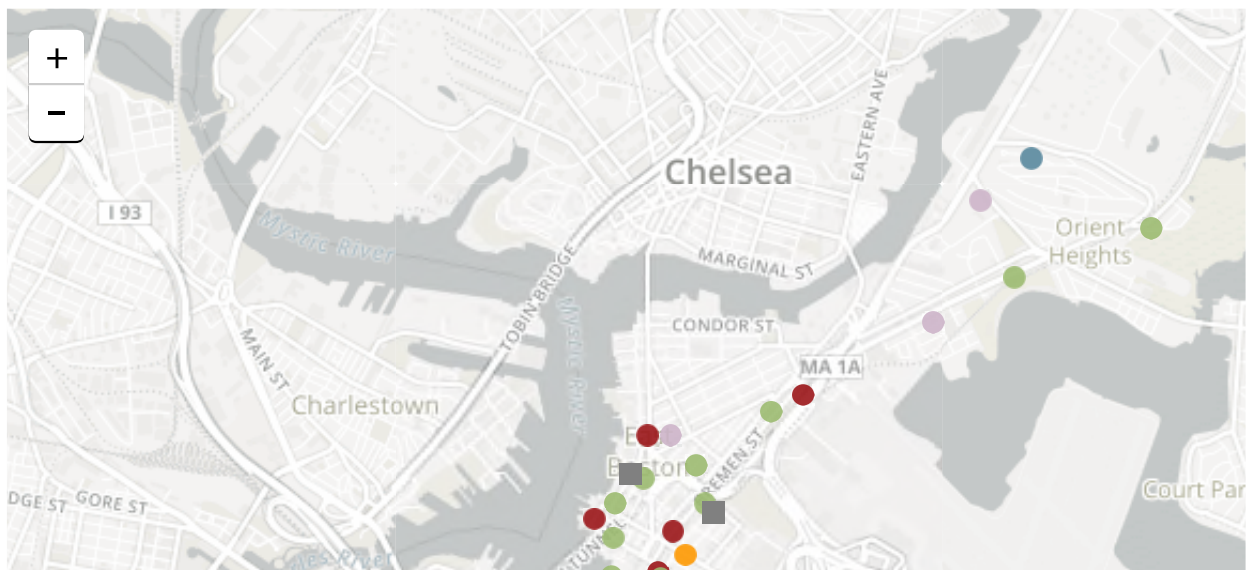 +
−
EASTERN AVE
Chelsea
I 93
Mystic River
Orient
Heights
MARGINAL ST
TOBIN BRIDGE
Mystic River
CONDOR ST
MAIN ST
MA 1A
Charlestown
Boston
GORE ST
Court Par